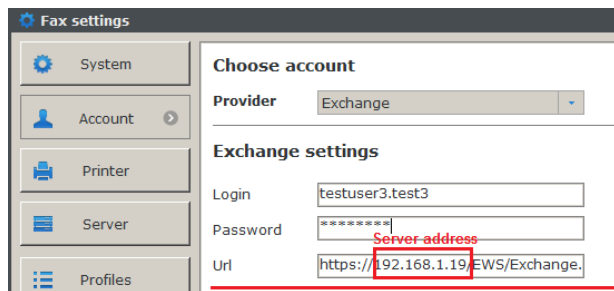 Fax settings
System
Account
Printer
Server
Profiles
Choose account
Provider Exchange
Exchange settings
Login testuser3.test3
Password ********
Server address
Url https://192.168.1.19/EWS/Exchange.